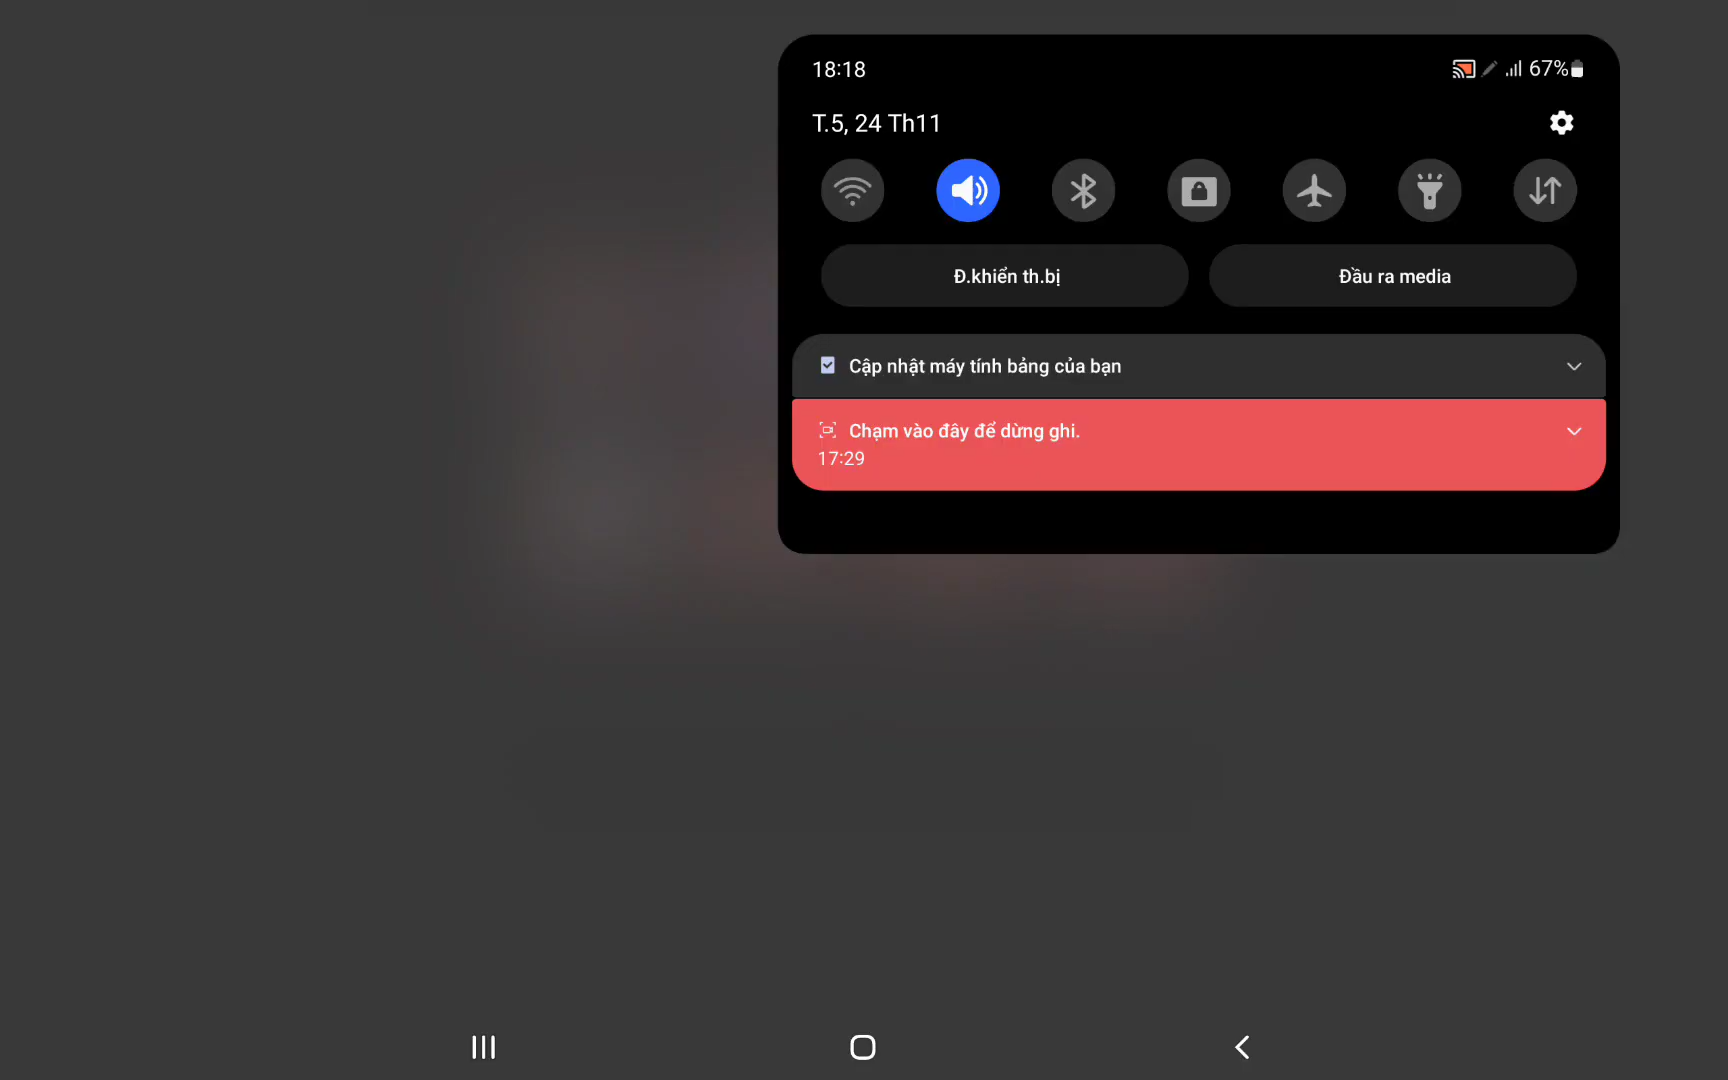 18:18
67%
T.5, 24 Th11
Đ.khiển th.bị
Đầu ra media
Cập nhật máy tính bảng của bạn
Chạm vào đây để dừng ghi.
17:29